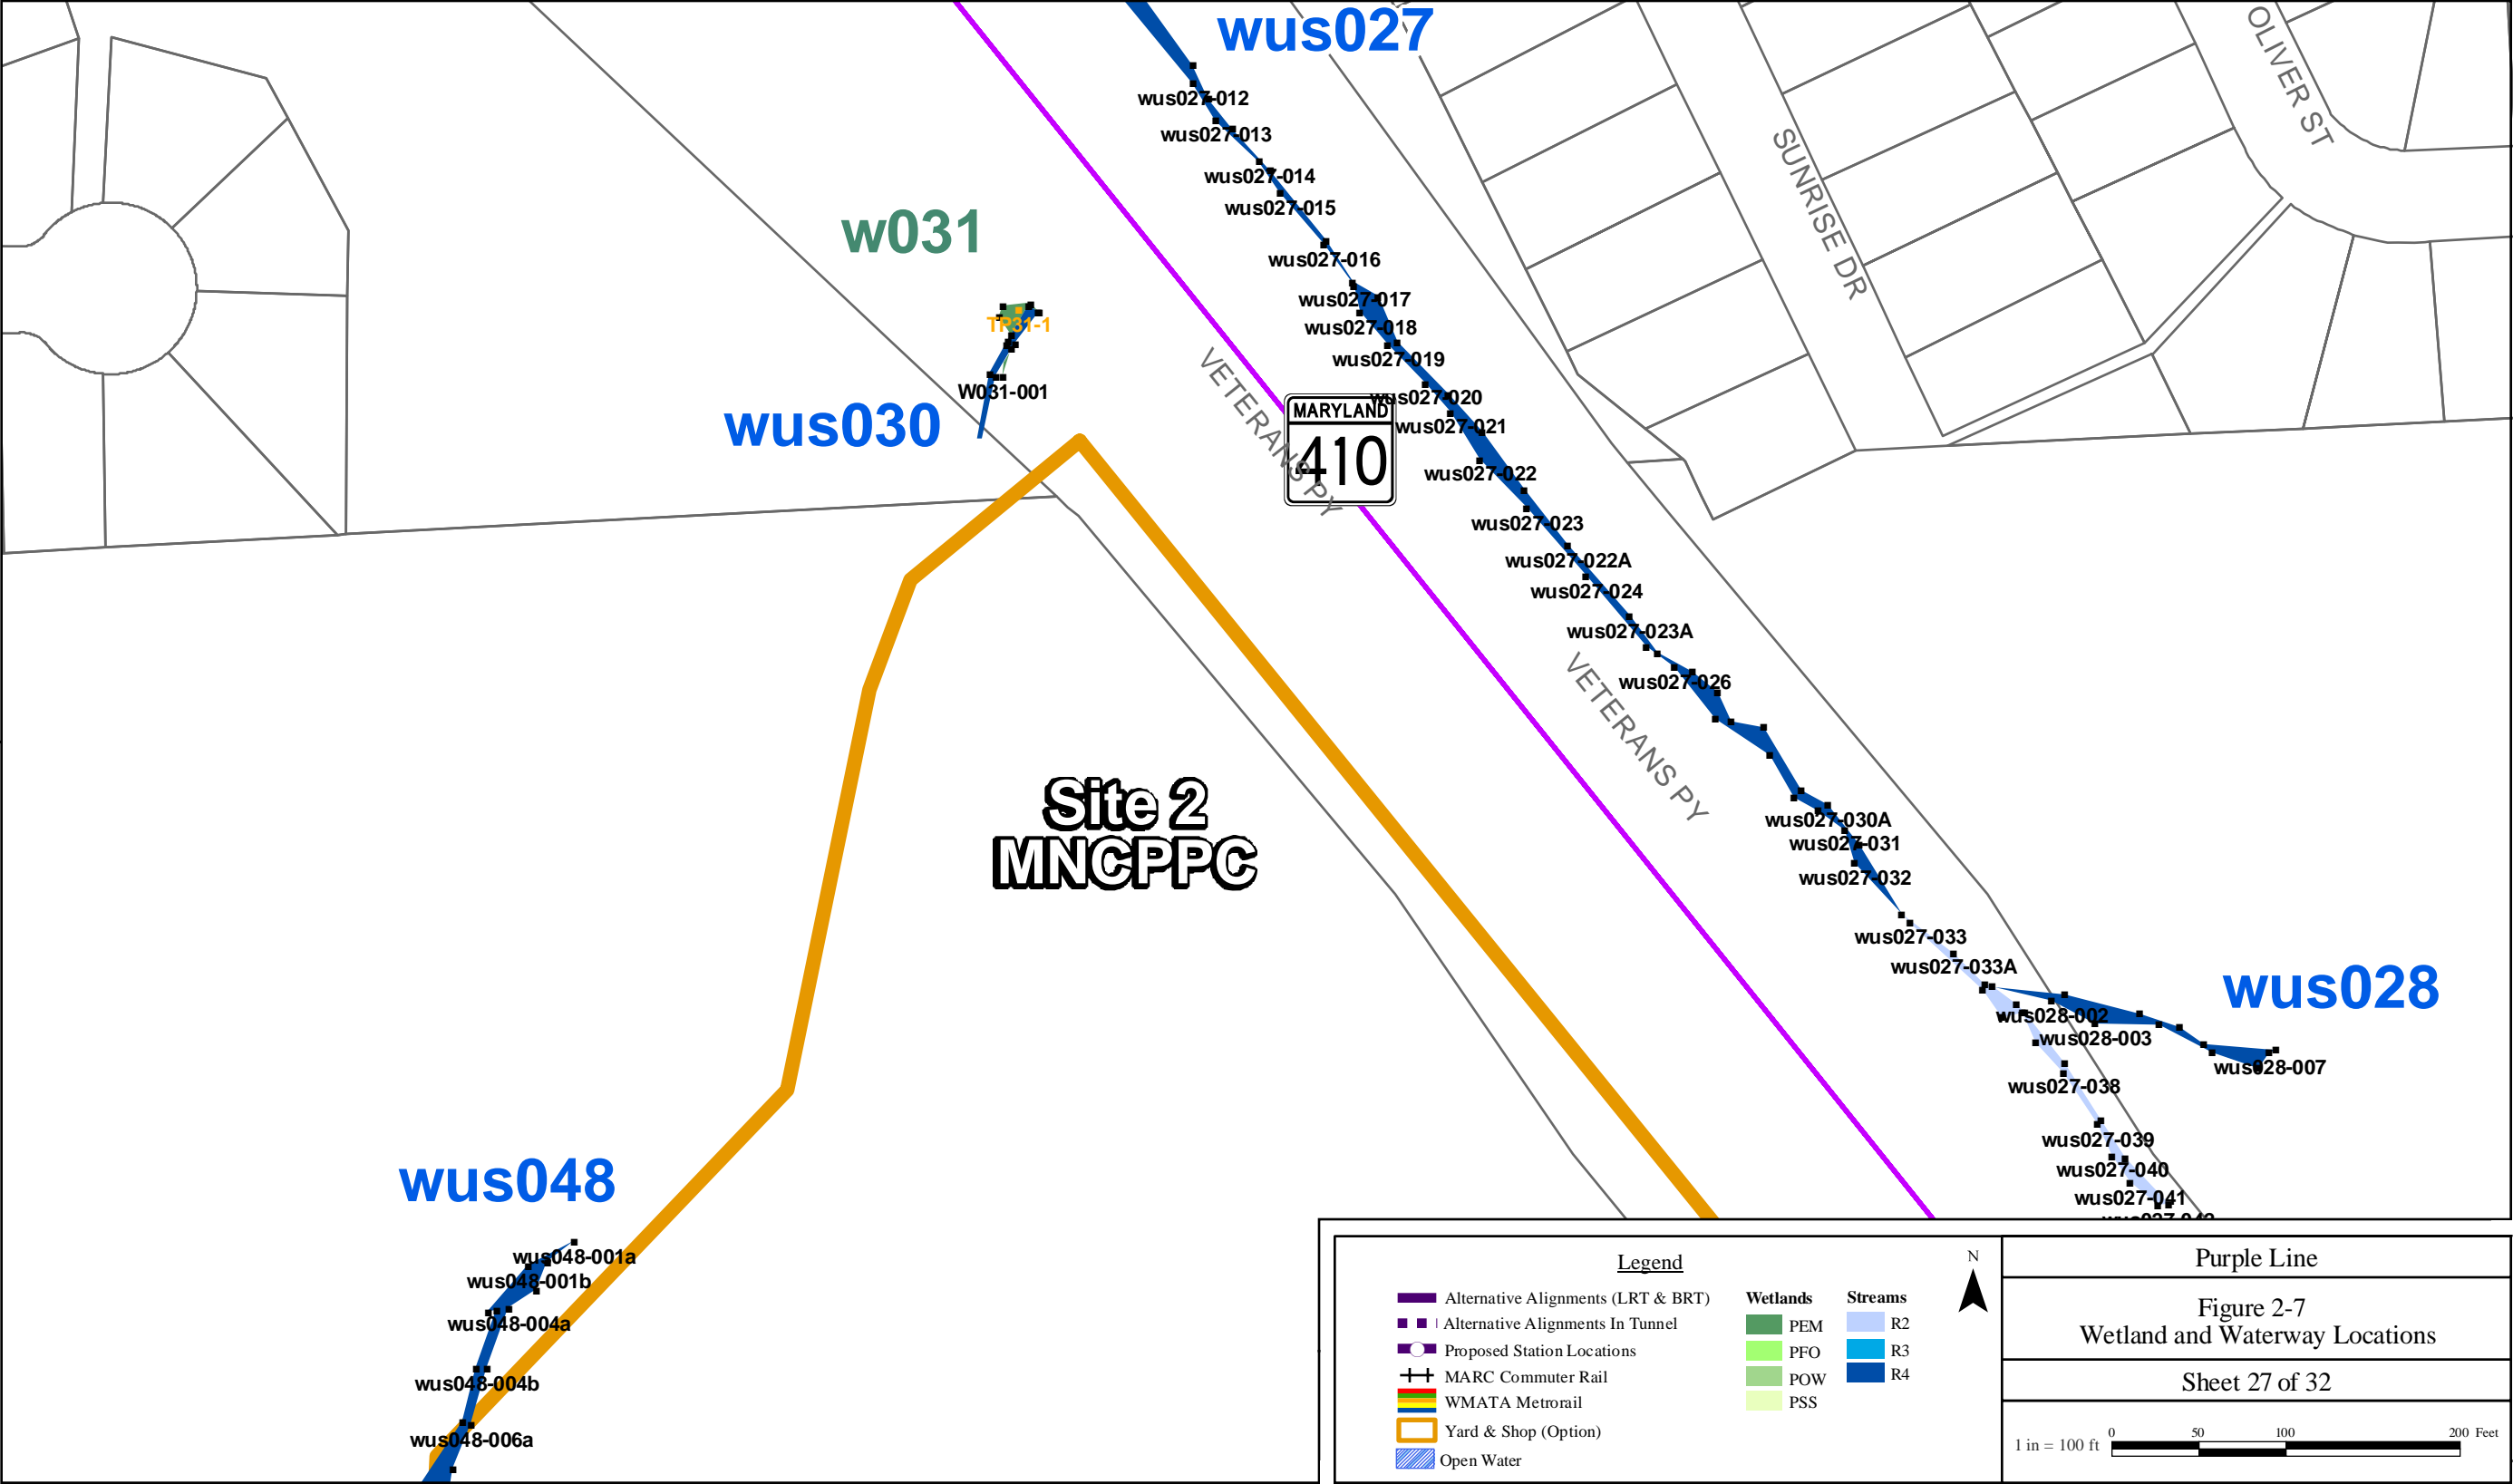 wus027
OLIVER ST
wus027-012
wus027-013
SUNRISE DR
wus027-014
wus027-015
w031
wus027-016
wus027-017
TP31-1
wus027-018
wus027-019
W031-001
wus027-020
MARYLAND
410
VETERANS PY
wus030
wus027-021
wus027-022
wus027-023
wus027-022A
wus027-024
wus027-023A
wus027-026
VETERANS PY
Site 2
MNCPPC
wus027-030A
wus027-031
wus027-032
wus027-033
wus027-033A
wus028
wus028-002
wus028-003
wus028-007
wus027-038
wus027-039
wus027-040
wus027-041
wus048
wus048-001a
wus048-001b
wus048-004a
wus048-004b
wus048-006a
Legend
Alternative Alignments (LRT & BRT)
Alternative Alignments In Tunnel
Proposed Station Locations
MARC Commuter Rail
WMATA Metrorail
Yard & Shop (Option)
Open Water
Wetlands
PEM
PFO
POW
PSS
Streams
R2
R3
R4
N
Purple Line
Figure 2-7
Wetland and Waterway Locations
Sheet 27 of 32
1 in = 100 ft
0 50 100 200 Feet